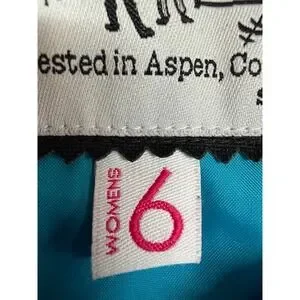 ested in Aspen, Co
WOMENS 6